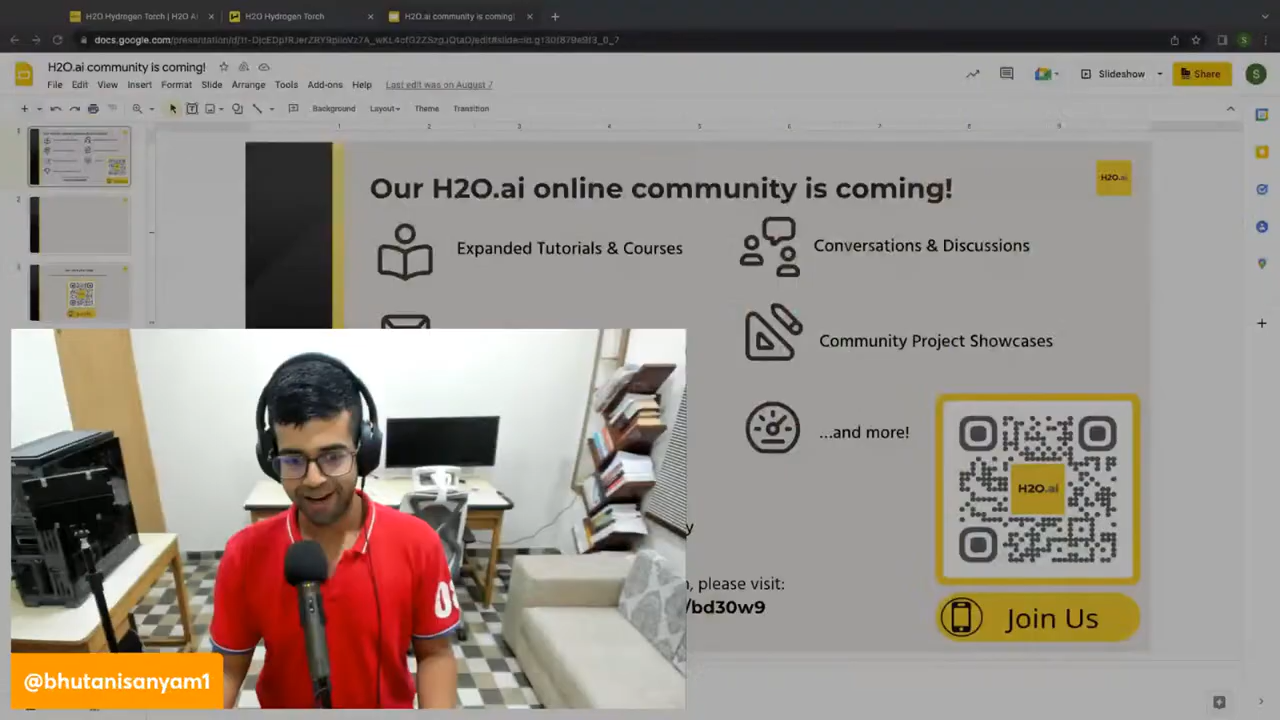 H2O Hydrogen Torch | H2O AI
H2O Hydrogen Torch
H2O.ai community is coming!
H2O.ai community is coming!
File Edit View Insert Format Slide Arrange Tools Add-ons Help
Last edit was on August 7
Slideshow
Share
S
Background Layout Theme Transition
Our H2O.ai online community is coming!
H2O.ai
Expanded Tutorials & Courses
Conversations & Discussions
Community Project Showcases
...and more!
H2O.ai
y
, please visit:
/bd30w9
Join Us
@bhutanisanyam1